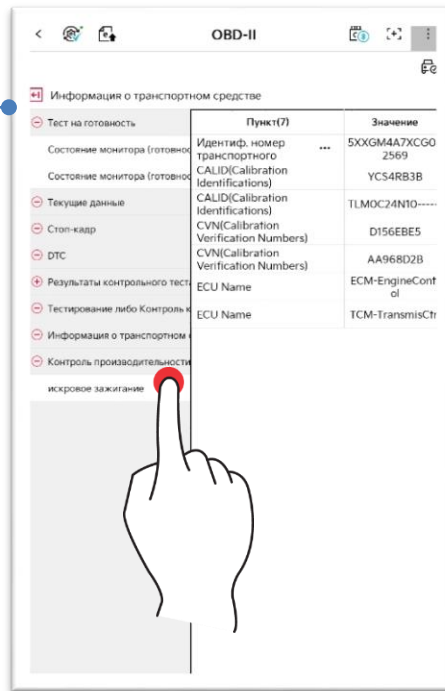 OBD-II
Информация о транспортном средстве
Тест на готовность
Состояние монитора (готовнос
Состояние монитора (готовнос
Текущие данные
Стоп-кадр
DTC
Результаты контрольного тест
Тестирование либо Контроль к
Информация о транспортном
Контроль производительности
искровое зажигание
Пункт(7) Значение
Идентиф. номер ... 5XXGM4A7XCG0
транспортного 2569
CALID(Calibration
Identifications) YCS4RB3B
CALID(Calibration
Identifications) TLM0C24N10-----
CVN(Calibration
Verification Numbers) D156EBE5
CVN(Calibration
Verification Numbers) AA968D2B
ECU Name ECM-EngineCont
ol
ECU Name TCM-TransmisCtr